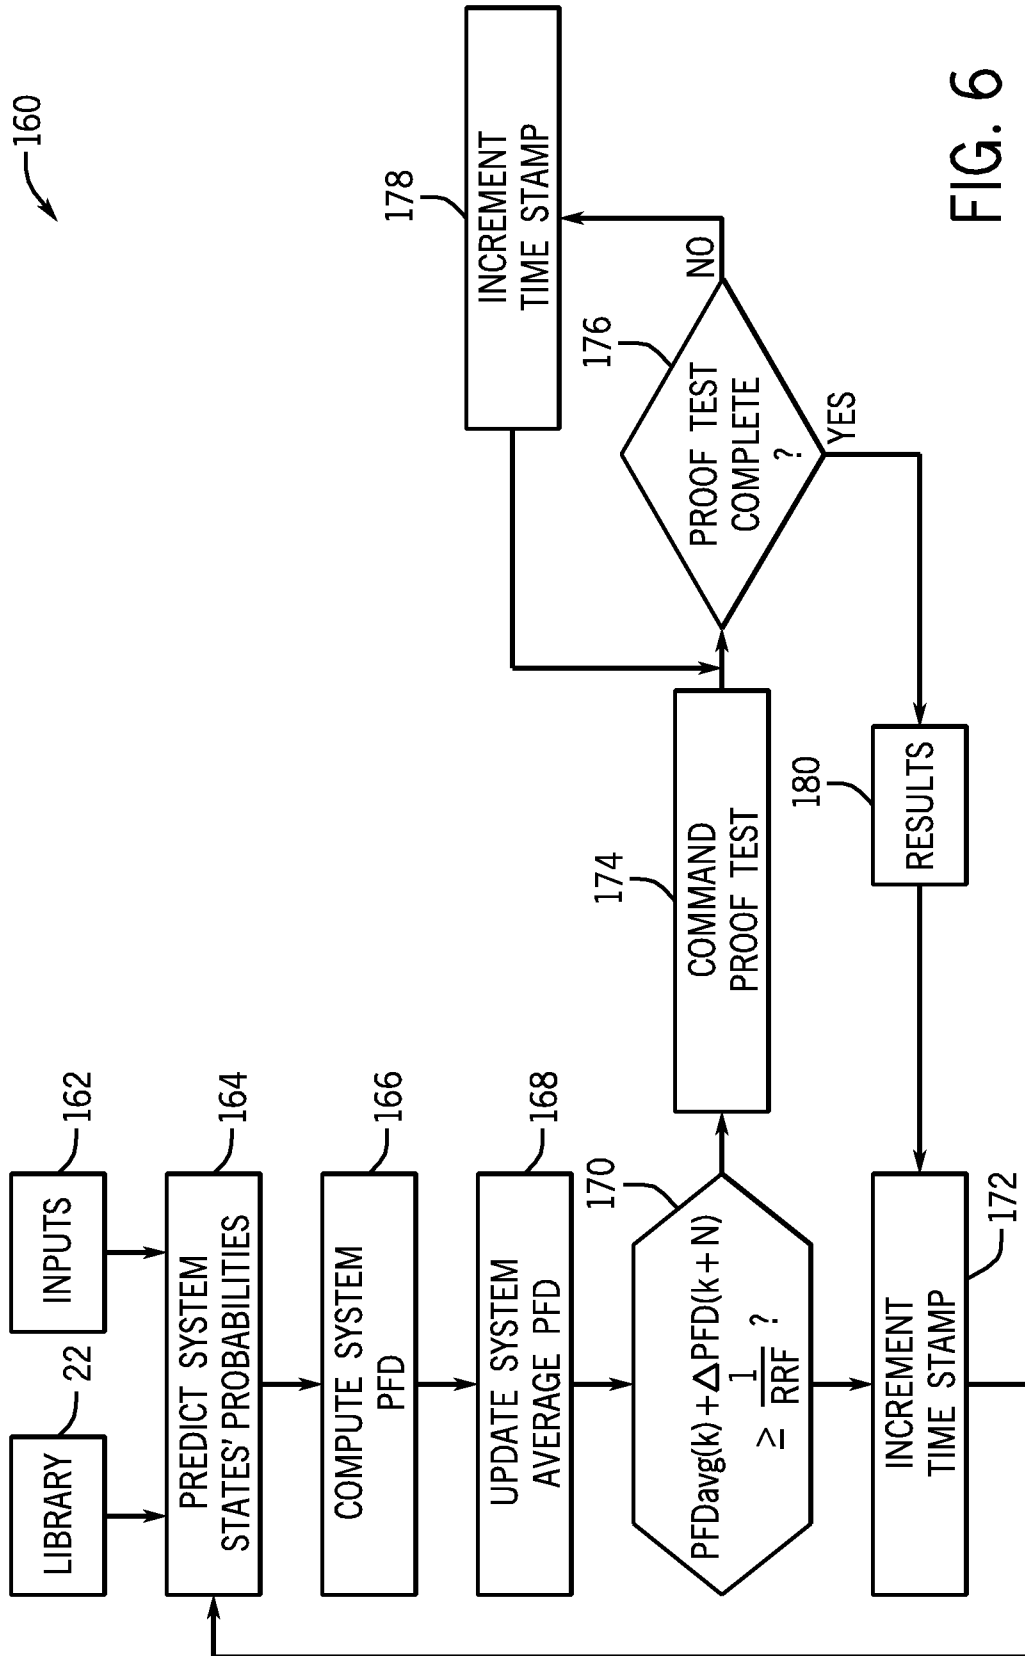 160
LIBRARY
22
INPUTS
162
PREDICT SYSTEM
STATES' PROBABILITIES
164
COMPUTE SYSTEM
PFD
166
UPDATE SYSTEM
AVERAGE PFD
168
PFDavg(k) + ΔPFD(k + N)
≥ 1/RRF ?
170
INCREMENT
TIME STAMP
172
COMMAND
PROOF TEST
174
PROOF TEST
COMPLETE
?
176
NO
YES
INCREMENT
TIME STAMP
178
RESULTS
180
FIG. 6